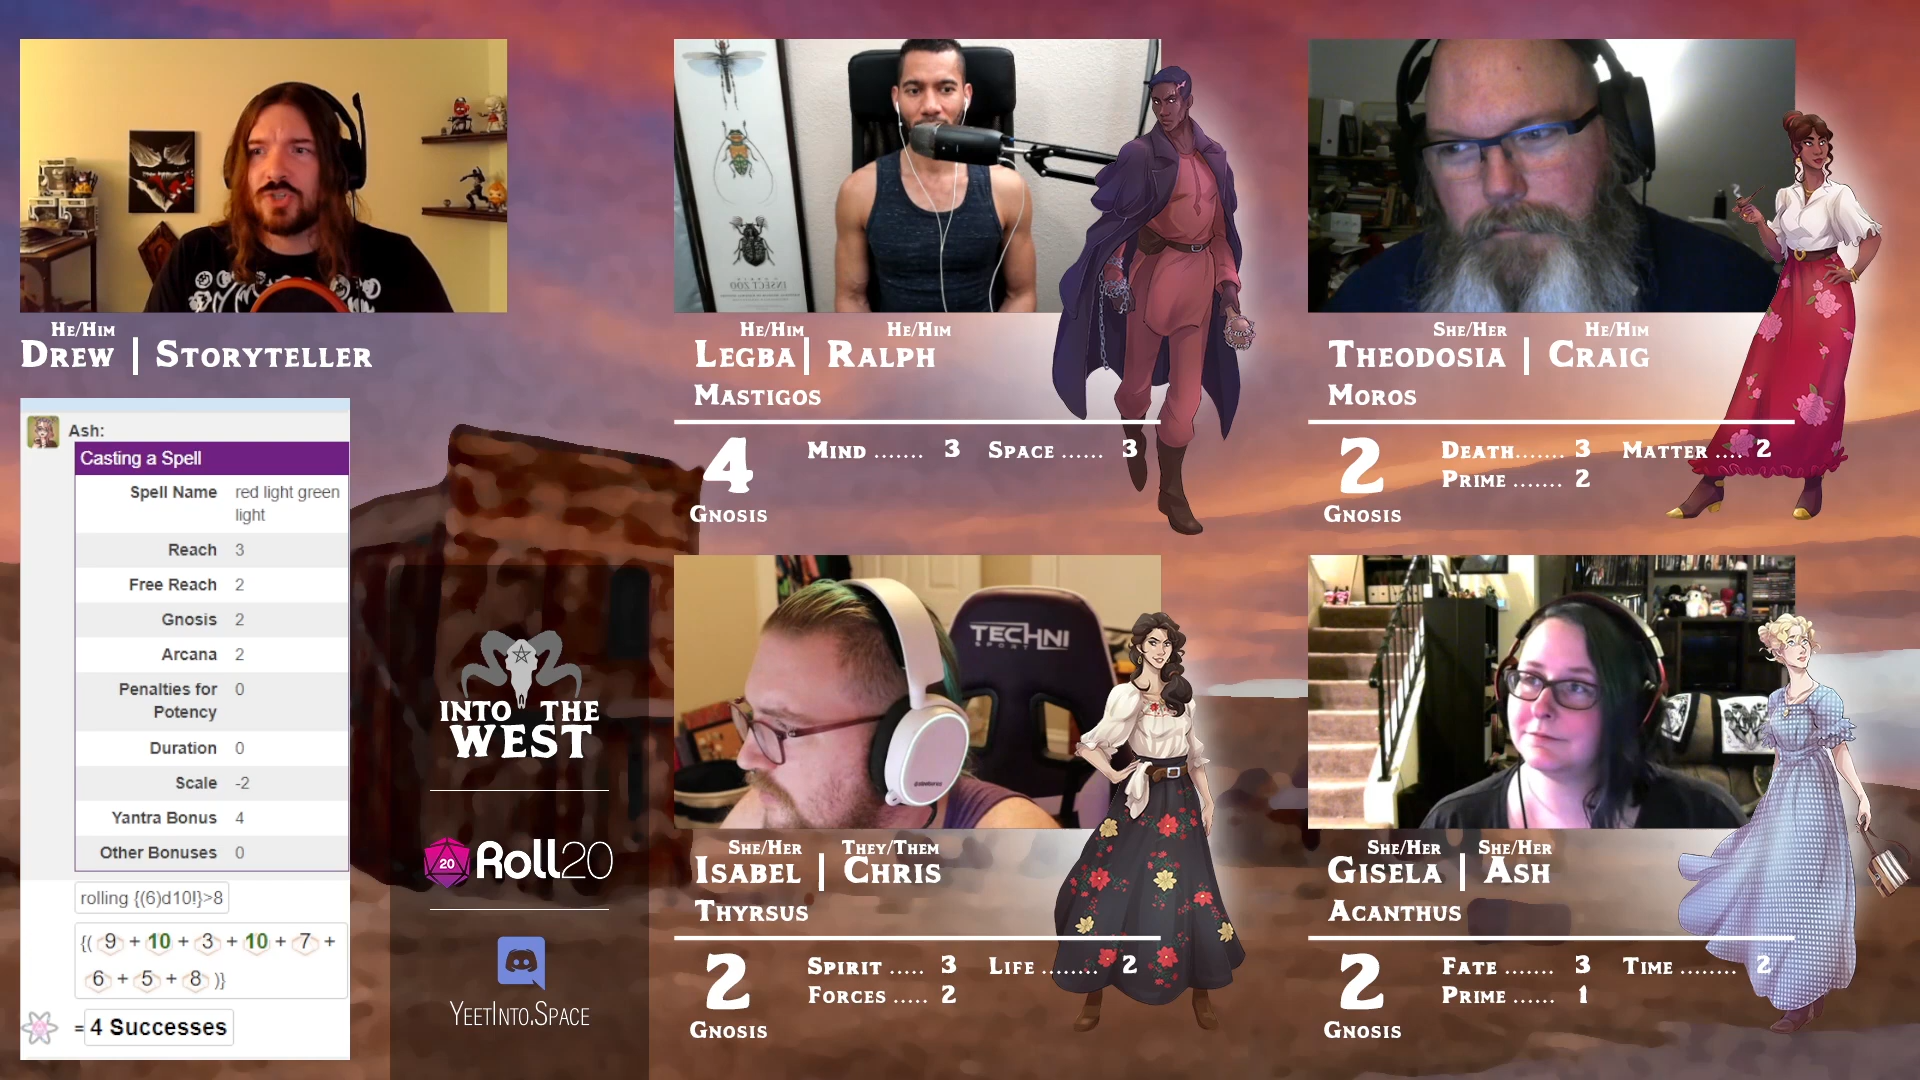 He/Him
Drew | Storyteller
Ash:
Casting a Spell
Spell Name red light green
light
Reach 3
Free Reach 2
Gnosis 2
Arcana 2
Penalties for 0
Potency
Duration 0
Scale -2
Yantra Bonus 4
Other Bonuses 0
rolling {(6)d10!}>8
{( 9 + 10 + 3 + 10 + 7 +
6 + 5 + 8 )}
=4 Successes
INTO THE
WEST
20 Roll20
YeetInto.Space
INSECT ZOO
He/Him He/Him
Legba | Ralph
Mastigos
4
Gnosis
Mind ....... 3 Space ...... 3
She/Her He/Him
Theodosia | Craig
Moros
2
Gnosis
Death....... 3 Matter .... 2
Prime ....... 2
TECHNI
SPORT
She/Her They/Them
Isabel | Chris
Thyrsus
2
Gnosis
Spirit ..... 3 Life ........ 2
Forces ..... 2
She/Her She/Her
Gisela | Ash
Acanthus
2
Gnosis
Fate ....... 3 Time ........ 2
Prime ...... 1